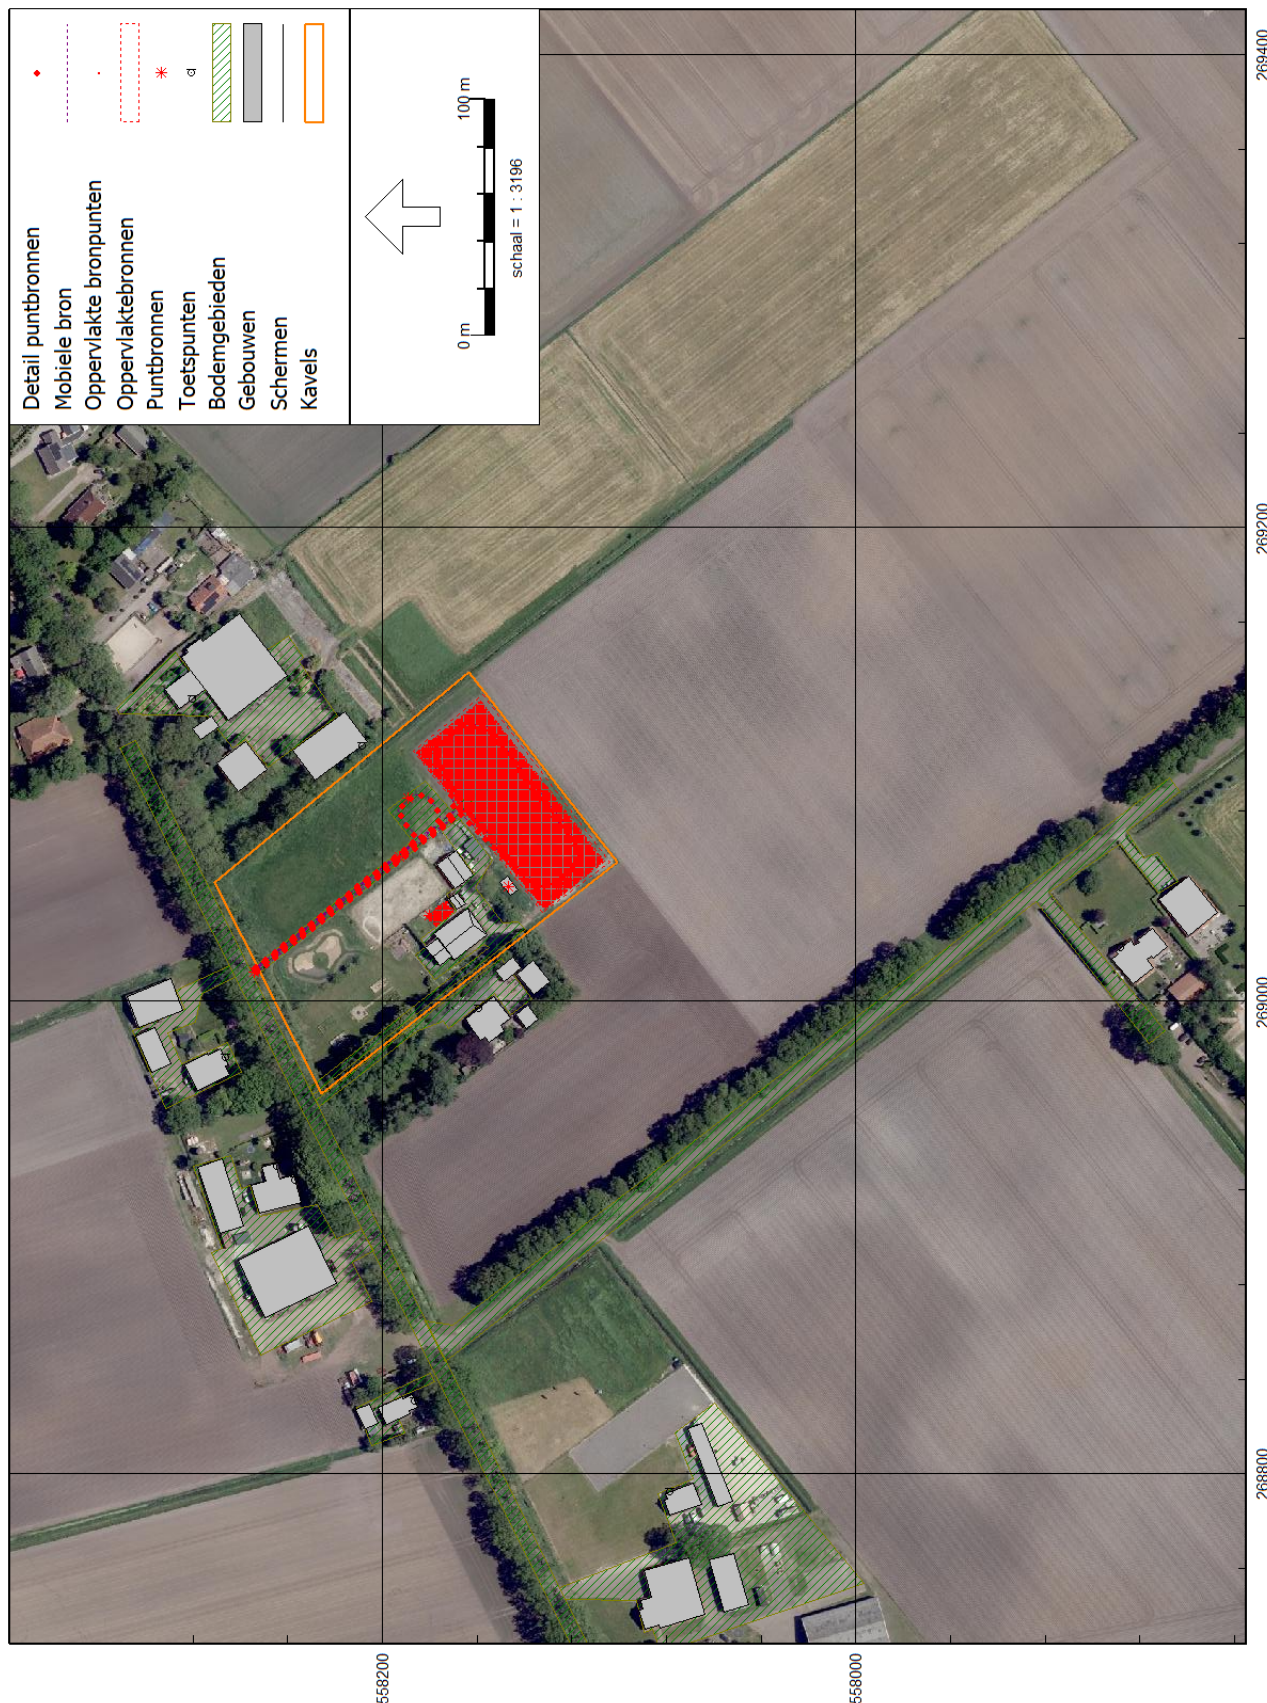 Detail puntbronnen
Mobiele bron
Oppervlakte bronpunten
Oppervlaktebronnen
Puntbronnen
Toetspunten
Bodemgebieden
Gebouwen
Schermen
Kavels
0 m
100 m
schaal = 1 : 3196
558200
558000
268800
269000
269200
269400